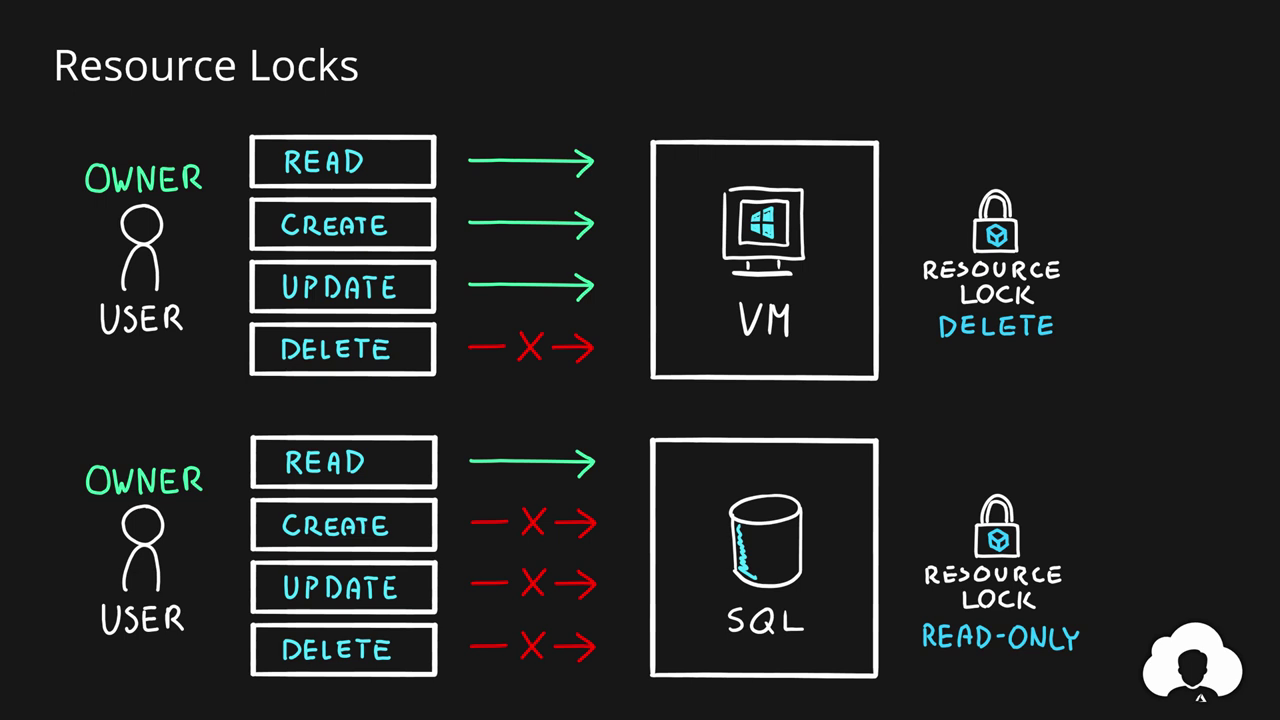 Resource Locks
OWNER
USER
READ
CREATE
UPDATE
DELETE
VM
RESOURCE
LOCK
DELETE
OWNER
USER
READ
CREATE
UPDATE
DELETE
SQL
RESOURCE
LOCK
READ-ONLY